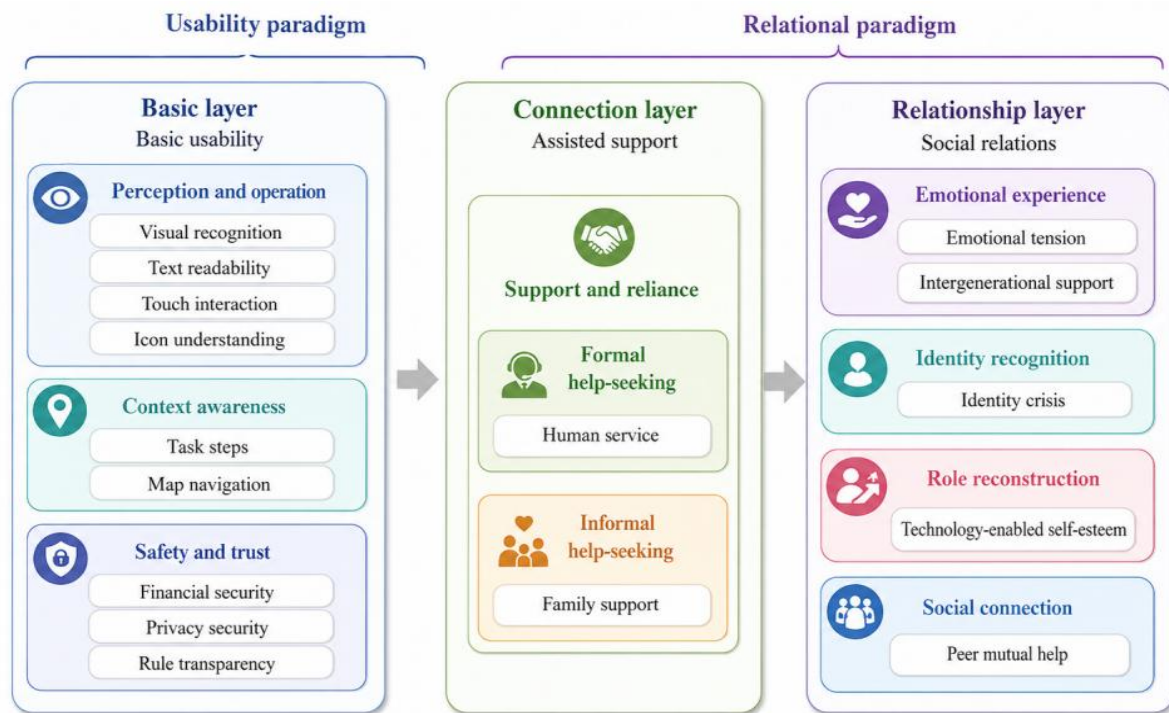 Usability paradigm
Relational paradigm
Basic layer
Basic usability
Perception and operation
Visual recognition
Text readability
Touch interaction
Icon understanding
Context awareness
Task steps
Map navigation
Safety and trust
Financial security
Privacy security
Rule transparency
Connection layer
Assisted support
Support and reliance
Formal
help-seeking
Human service
Informal
help-seeking
Family support
Relationship layer
Social relations
Emotional experience
Emotional tension
Intergenerational support
Identity recognition
Identity crisis
Role reconstruction
Technology-enabled self-esteem
Social connection
Peer mutual help